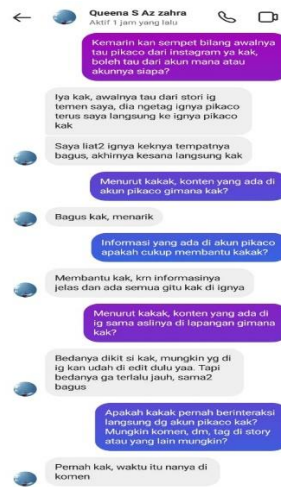 Queena S Az zahra
Aktif 1 jam yang lalu
Kemarin kan sempet bilang awalnya
tau pikaco dari instagram ya kak,
boleh tau dari akun mana atau
akunnya siapa?
Iya kak, awalnya tau dari stori ig
temen saya, dia ngetag ignya pikaco
terus saya langsung ke ignya pikaco
kak
Saya liat2 ignya keknya tempatnya
bagus, akhirnya kesana langsung kak
Menurut kakak, konten yang ada di
akun pikaco gimana kak?
Bagus kak, menarik
Informasi yang ada di akun pikaco
apakah cukup membantu kakak?
Membantu kak, krn informasinya
jelas dan ada semua gitu kak di ignya
Menurut kakak, konten yang ada di
ig sama aslinya di lapangan gimana
kak?
Bedanya dikit si kak, mungkin yg di
ig kan udah di edit dulu yaa. Tapi
bedanya ga terlalu jauh, sama2
bagus
Apakah kakak pernah berinteraksi
langsung dg akun pikaco kak?
Mungkin komen, dm, tag di story
atau yang lain mungkin?
Pernah kak, waktu itu nanya di
komen